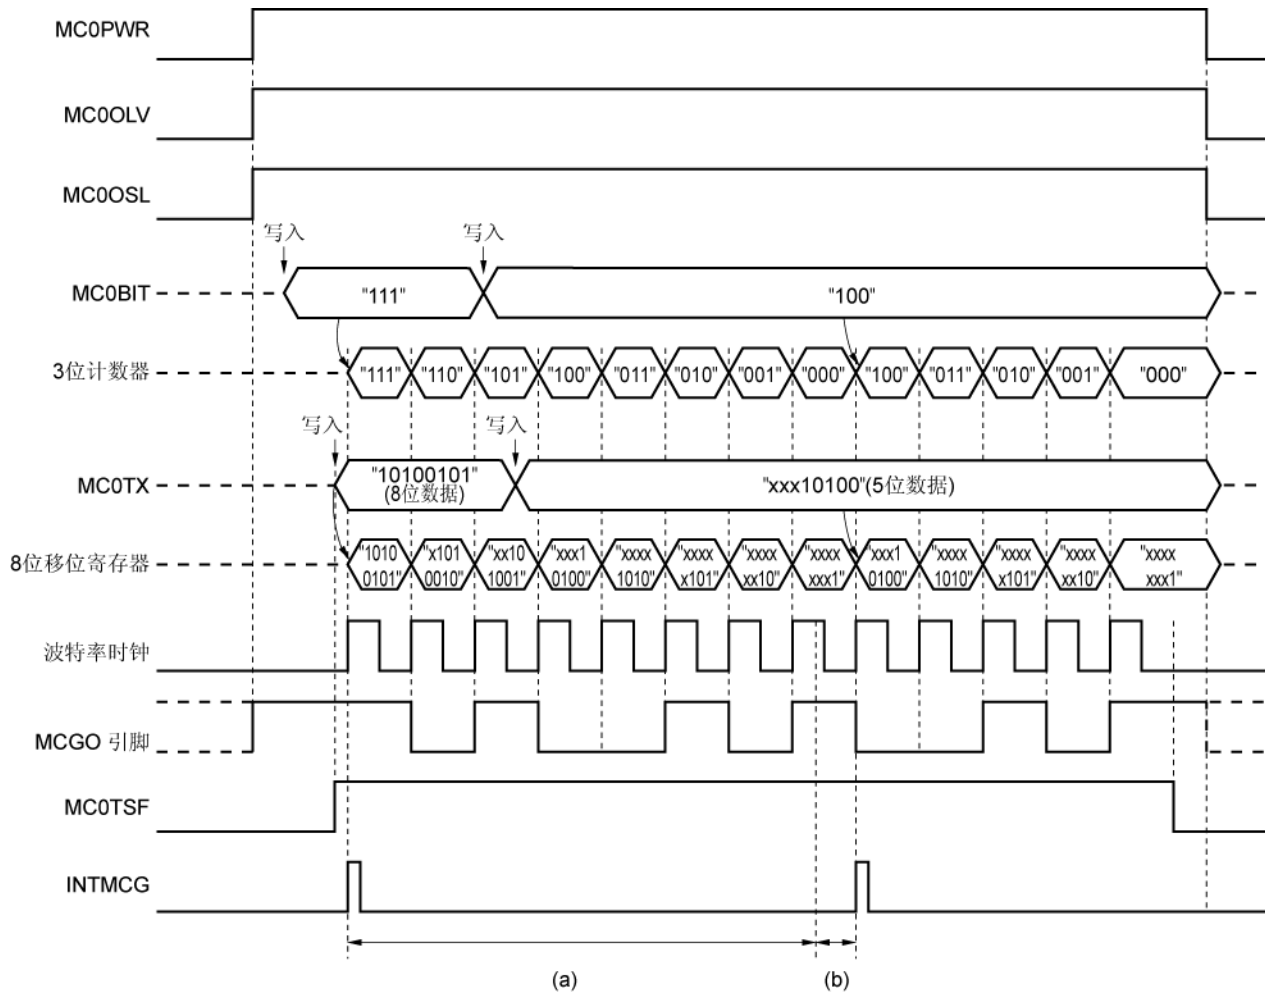 MC0PWR
MC0OLV
MC0OSL
写入 写入
MC0BIT "111" "100"
3位计数器 "111" "110" "101" "100" "011" "010" "001" "000" "100" "011" "010" "001" "000"
写入 写入
MC0TX "10100101" "xxx10100"(5位数据)
(8位数据)
8位移位寄存器 "1010 "x101 "xx10 "xxx1 "xxxx "xxxx "xxxx "xxxx "xxx1 "xxxx "xxxx "xxxx "xxxx
0101" 0010" 1001" 0100" 1010" x101" xx10" xxx1" 0100" 1010" x101" xx10" xxx1"
波特率时钟
MCGO 引脚
MC0TSF
INTMCG
(a) (b)